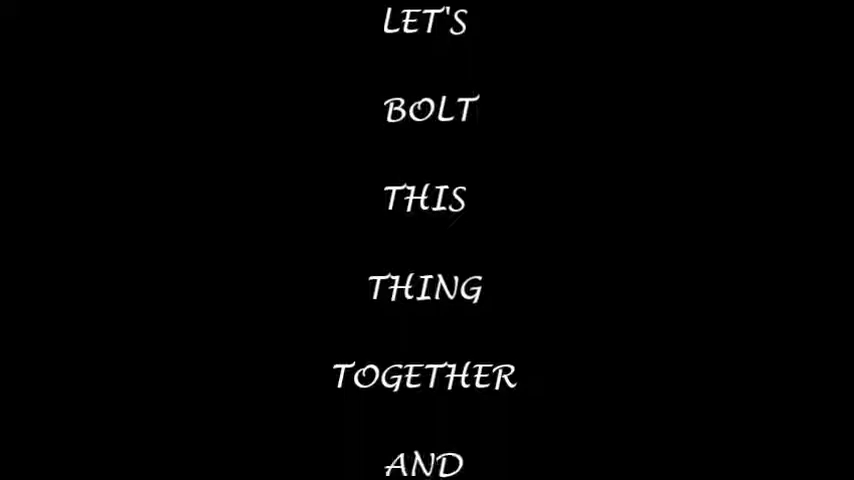 LET'S
BOLT
THIS
THING
TOGETHER
AND